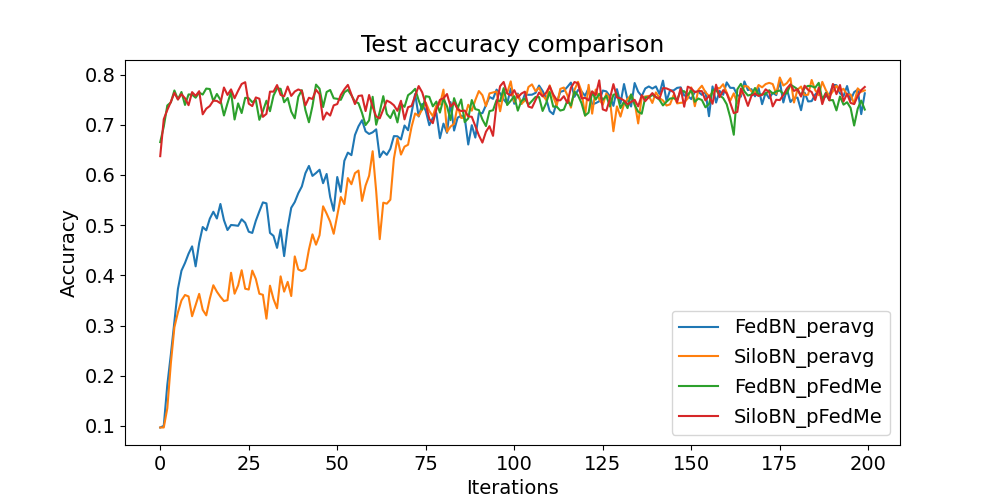 Test accuracy comparison
Accuracy
0.8
0.7
0.6
0.5
0.4
0.3
0.2
0.1
FedBN_peravg
SiloBN_peravg
FedBN_pFedMe
SiloBN_pFedMe
0 25 50 75 100 125 150 175 200
Iterations